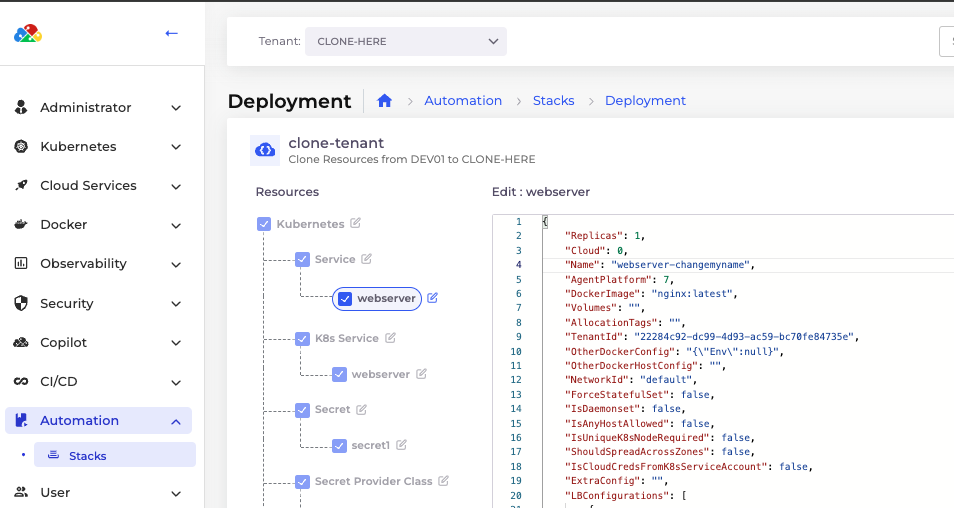 Tenant: CLONE-HERE
Administrator
Kubernetes
Cloud Services
Docker
Observability
Security
Copilot
CI/CD
Automation
Stacks
User
Deployment
Automation > Stacks > Deployment
clone-tenant
Clone Resources from DEV01 to CLONE-HERE
Resources
Kubernetes
Service
webserver
K8s Service
webserver
Secret
secret1
Secret Provider Class
Edit : webserver
1 {
2 "Replicas": 1,
3 "Cloud": 0,
4 "Name": "webserver-changemyname",
5 "AgentPlatform": 7,
6 "DockerImage": "nginx:latest",
7 "Volumes": "",
8 "AllocationTags": "",
9 "TenantId": "22284c92-dc99-4d93-ac59-bc70fe84735e",
10 "OtherDockerConfig": "{\"Env\":null}",
11 "OtherDockerHostConfig": "",
12 "NetworkId": "default",
13 "ForceStatefulSet": false,
14 "IsDaemonset": false,
15 "IsAnyHostAllowed": false,
16 "IsUniqueK8sNodeRequired": false,
17 "ShouldSpreadAcrossZones": false,
18 "IsCloudCredsFromK8sServiceAccount": false,
19 "ExtraConfig": "",
20 "LBConfigurations": [